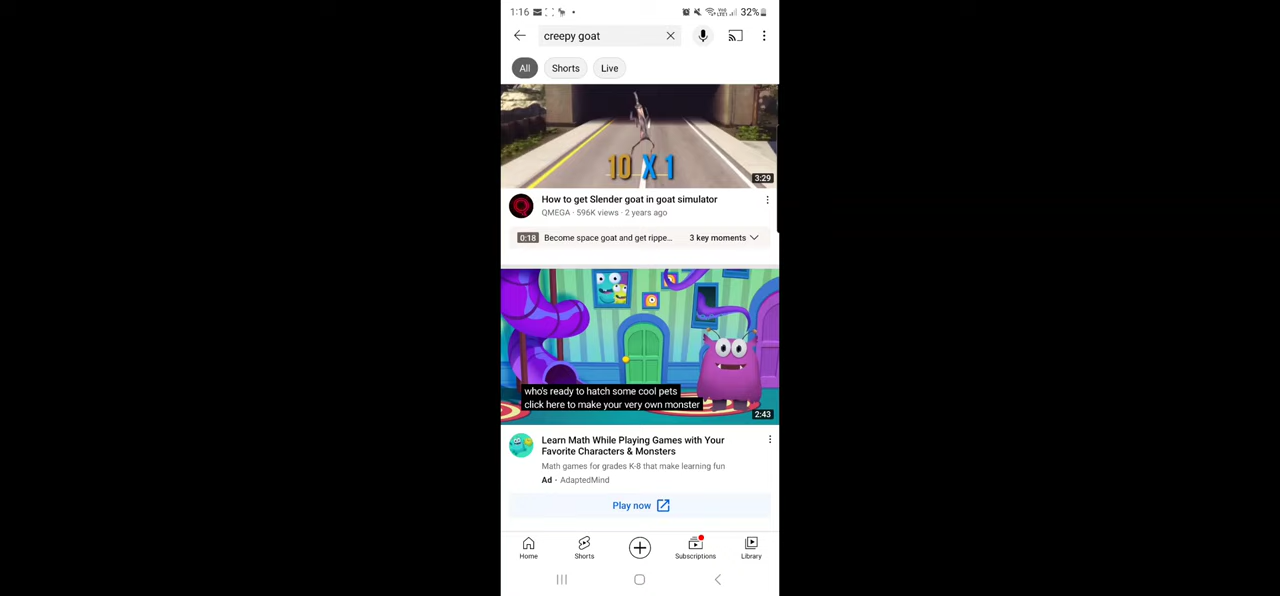 1:16 32%
creepy goat
All Shorts Live
10 X 1
3:29
How to get Slender goat in goat simulator
QMEGA · 596K views · 2 years ago
0:18 Become space goat and get rippe... 3 key moments
who's ready to hatch some cool pets
click here to make your very own monster
2:43
Learn Math While Playing Games with Your
Favorite Characters & Monsters
Math games for grades K-8 that make learning fun
Ad · AdaptedMind
Play now
Home Shorts Subscriptions Library